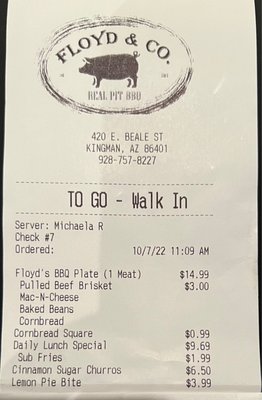 FLOYD & CO.
REAL PIT BBQ
420 E. BEALE ST
KINGMAN, AZ 86401
928-757-8227
TO GO - Walk In
Server: Michaela R
Check #7
Ordered: 10/7/22 11:09 AM
Floyd's BBQ Plate (1 Meat) $14.99
Pulled Beef Brisket $3.00
Mac-N-Cheese
Baked Beans
Cornbread
Cornbread Square $0.99
Daily Lunch Special $9.69
Sub Fries $1.99
Cinnamon Sugar Churros $6.50
Lemon Pie Bite $3.99